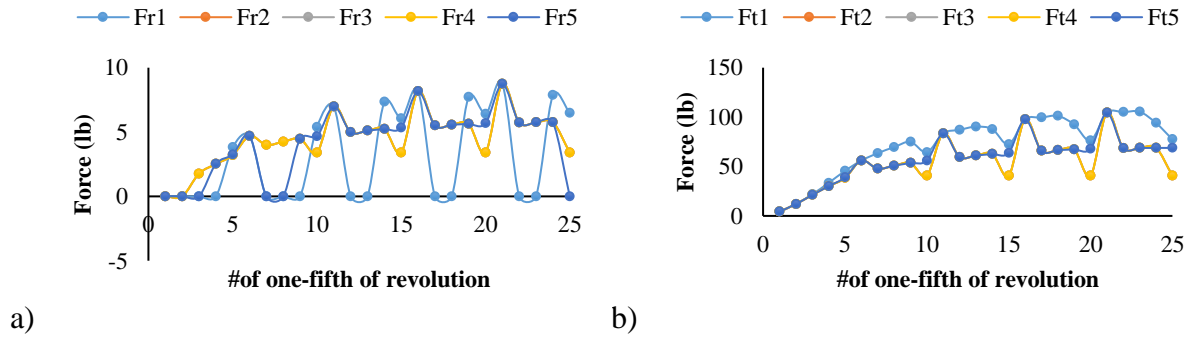 Fr1 Fr2 Fr3 Fr4 Fr5
10
5
0
-5
Force (lb)
0 5 10 15 20 25
#of one-fifth of revolution
a)
Ft1 Ft2 Ft3 Ft4 Ft5
150
100
50
0
Force (lb)
0 5 10 15 20 25
#of one-fifth of revolution
b)